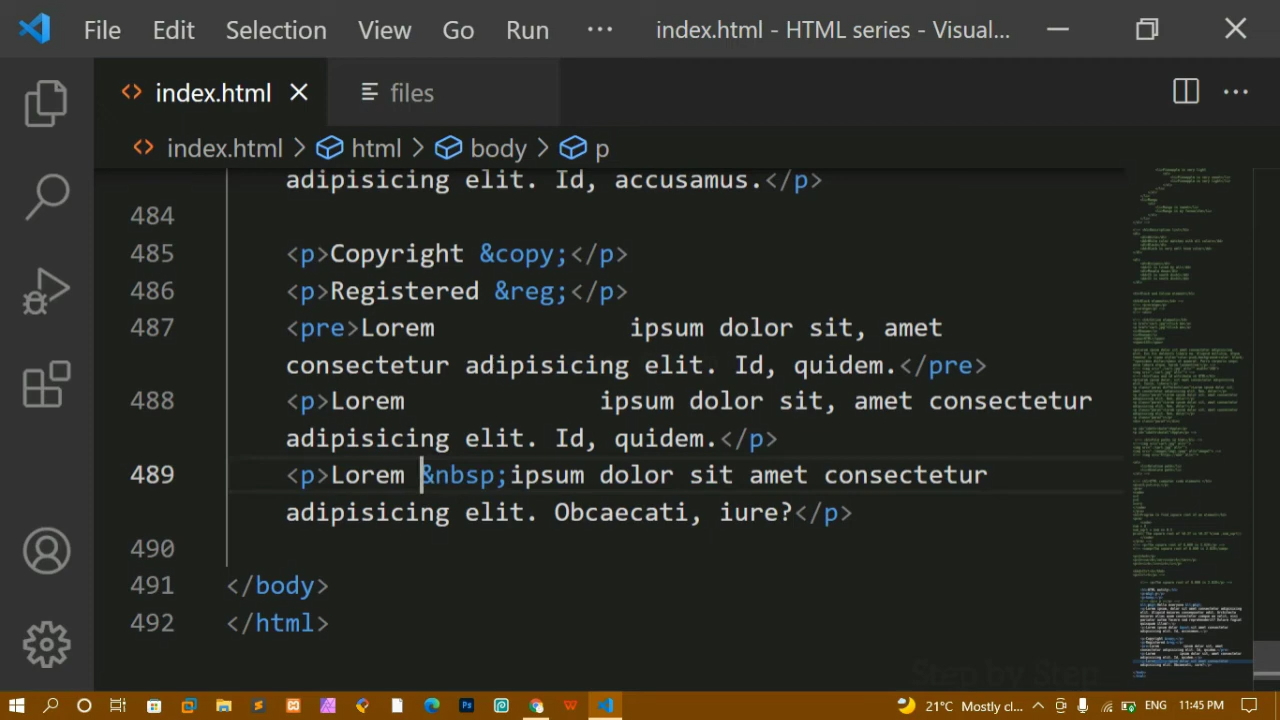 File Edit Selection View Go Run ··· index.html - HTML series - Visual...
index.html files
index.html > html > body > p
adipisicing elit. Id, accusamus.</p>
484
485 <p>Copyright &copy;</p>
486 <p>Registered &reg;</p>
487 <pre>Lorem             ipsum dolor sit, amet
consectetur adipisicing elit. Id, quidem.</pre>
488 <p>Lorem             ipsum dolor sit, amet consectetur
adipisicing elit. Id, quidem.</p>
489 <p>Lorem &nbsp;ipsum dolor sit amet consectetur
adipisicing elit. Obcaecati, iure?</p>
490
491 </body>
492 </html>
Step by Step
21°C Mostly cl... ENG 11:45 PM